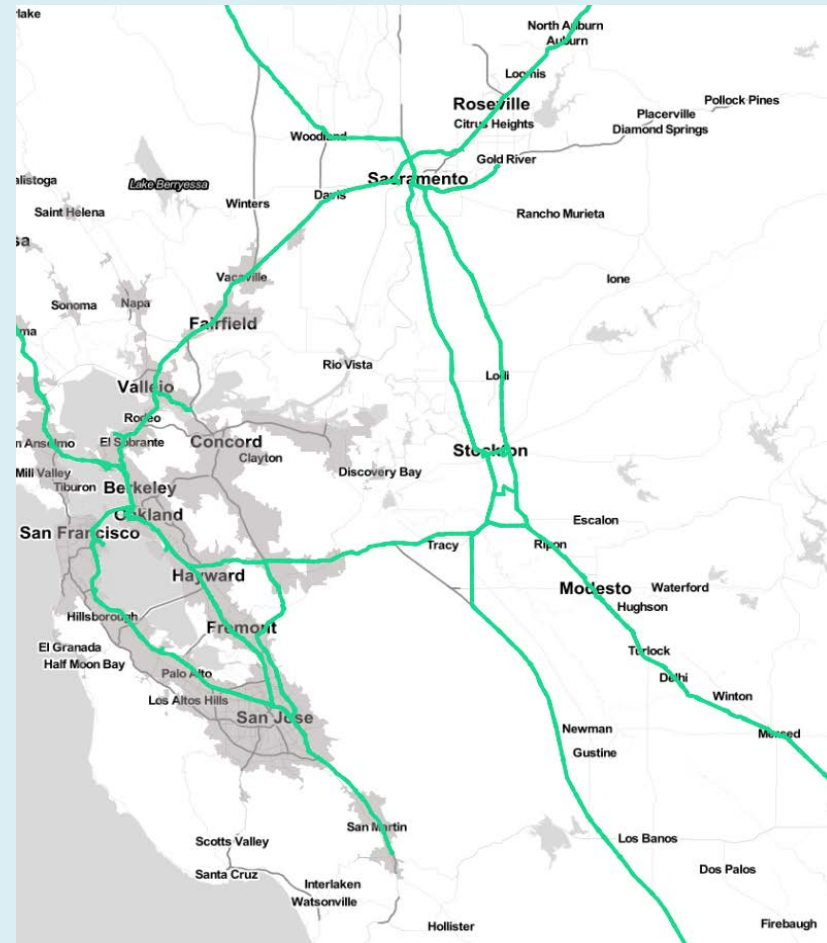 rlake
North Auburn
Auburn
Loomis
Roseville
Citrus Heights
Pollock Pines
Placerville
Diamond Springs
Woodland
Gold River
alistoga
Lake Berryessa
Sacramento
Davis
Winters
Saint Helena
Rancho Murieta
sa
Vacaville
Ione
Sonoma
Napa
ma
Fairfield
Rio Vista
Vallejo
Lodi
Rodeo
n Anselmo
El Sobrante
Concord
Clayton
Stockton
Mill Valley
Tiburon
Discovery Bay
Berkeley
Oakland
San Francisco
Escalon
Tracy
Ripon
Hayward
Modesto
Waterford
Hughson
Hillsborough
Fremont
El Granada
Half Moon Bay
Turlock
Palo Alto
Delhi
Los Altos Hills
Winton
San Jose
Newman
Merced
Gustine
San Martin
Scotts Valley
Los Banos
Santa Cruz
Interlaken
Dos Palos
Watsonville
Hollister
Firebaugh